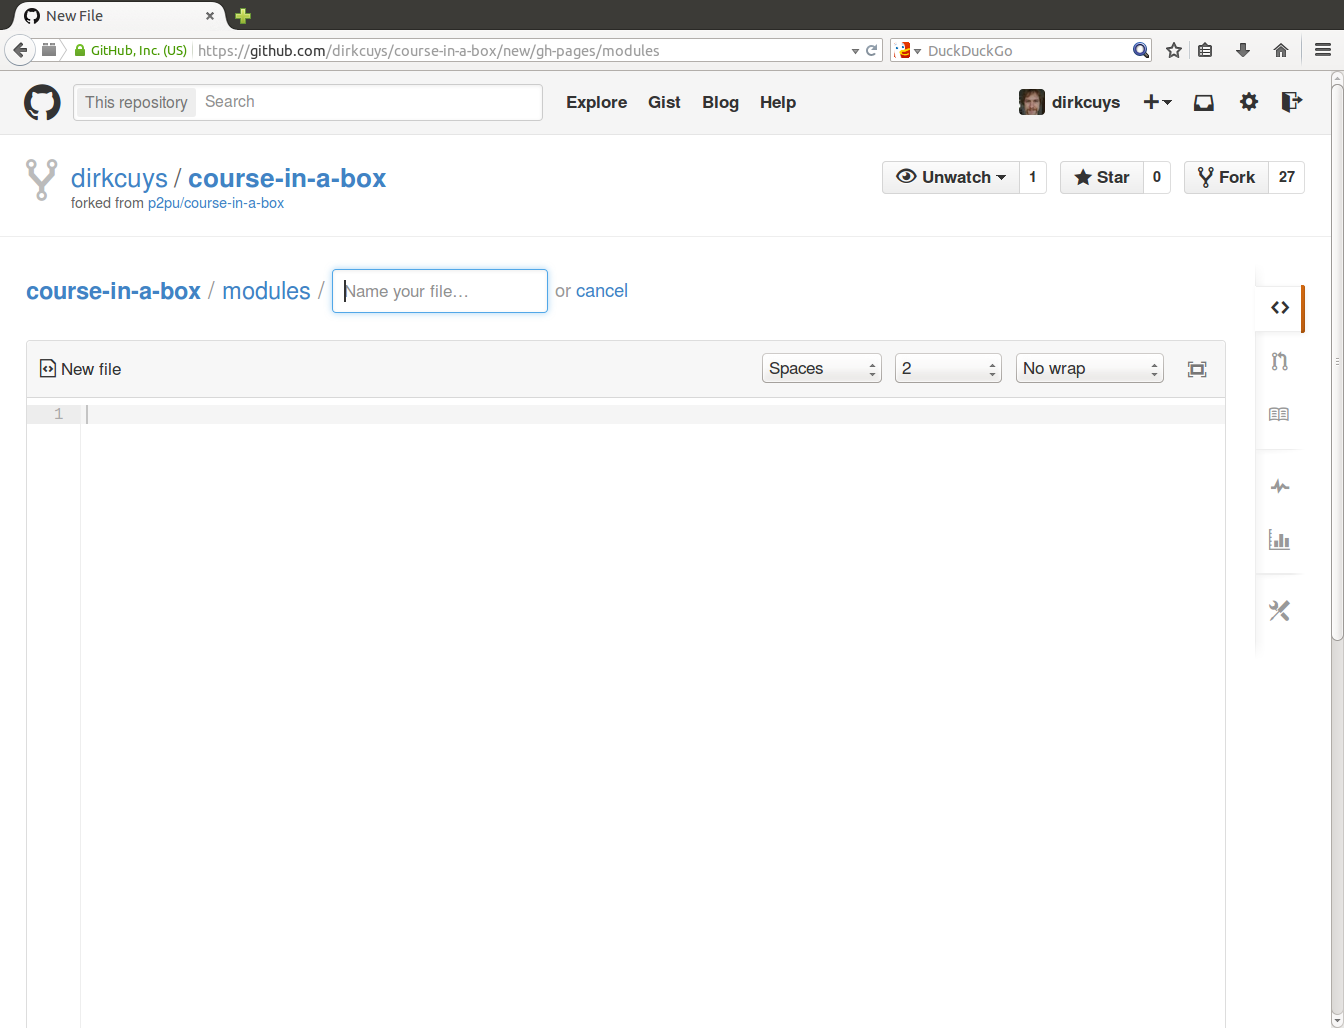 New File
GitHub, Inc. (US) https://github.com/dirkcuys/course-in-a-box/new/gh-pages/modules DuckDuckGo
This repository Search Explore Gist Blog Help dirkcuys
dirkcuys / course-in-a-box Unwatch 1 Star 0 Fork 27
forked from p2pu/course-in-a-box
course-in-a-box / modules / Name your file... or cancel
New file Spaces 2 No wrap
1